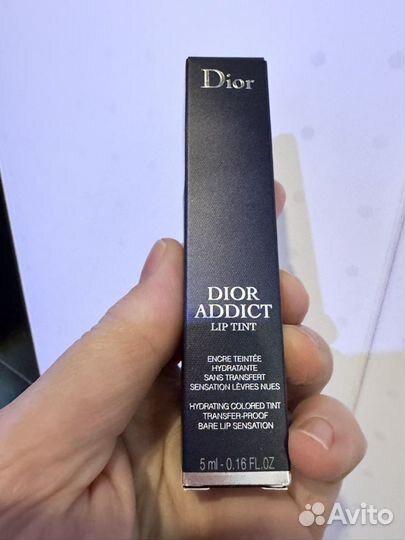 Dior
DIOR
ADDICT
LIP TINT
ENCRE TEINTÉE
HYDRATANTE
SANS TRANSFERT
SENSATION LÈVRES NUES
HYDRATING COLORED TINT
TRANSFER-PROOF
BARE LIP SENSATION
5 ml - 0.16 FL.OZ
Avito